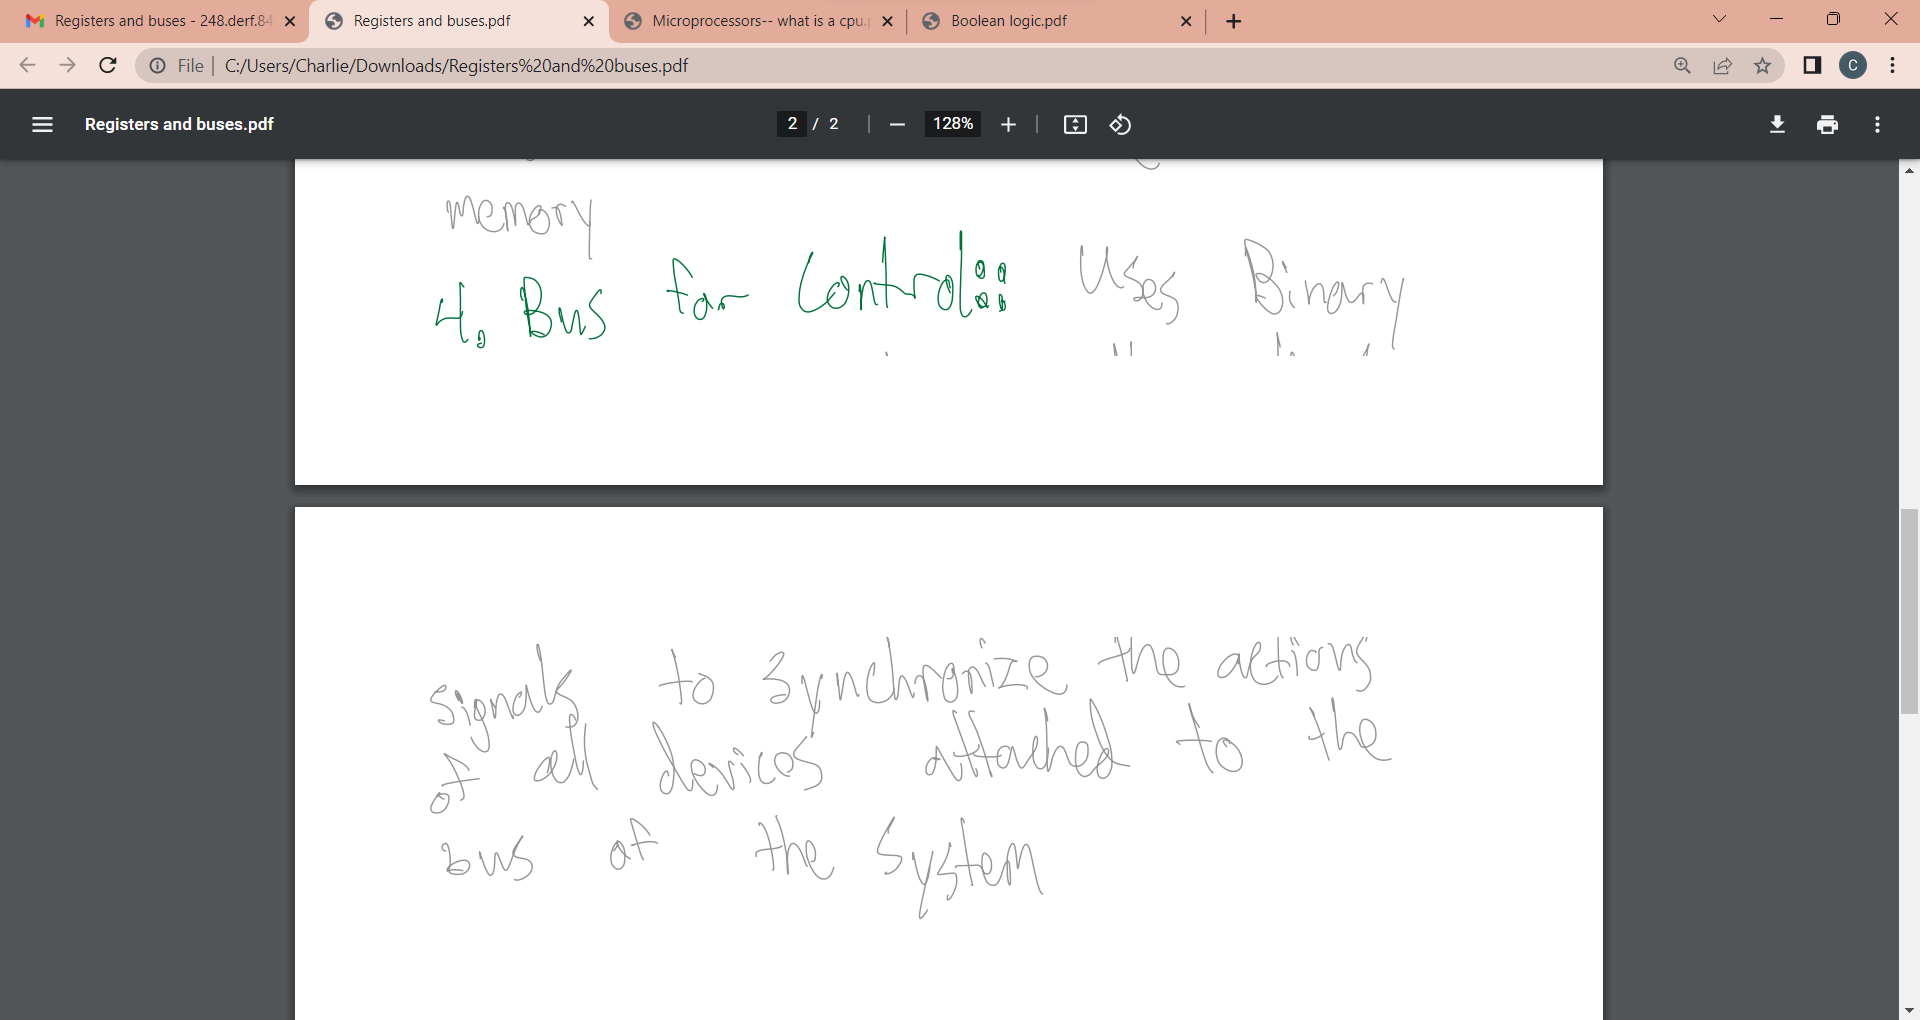 Registers and buses - 248.derf.84
Registers and buses.pdf
Microprocessors-- what is a cpu.p
Boolean logic.pdf
File
C:/Users/Charlie/Downloads/Registers%20and%20buses.pdf
C
Registers and buses.pdf
2 / 2
128%
memory
4. Bus for Control:: Uses Binary
signals to synchronize the actions
of all devices attached to the
bus of the System